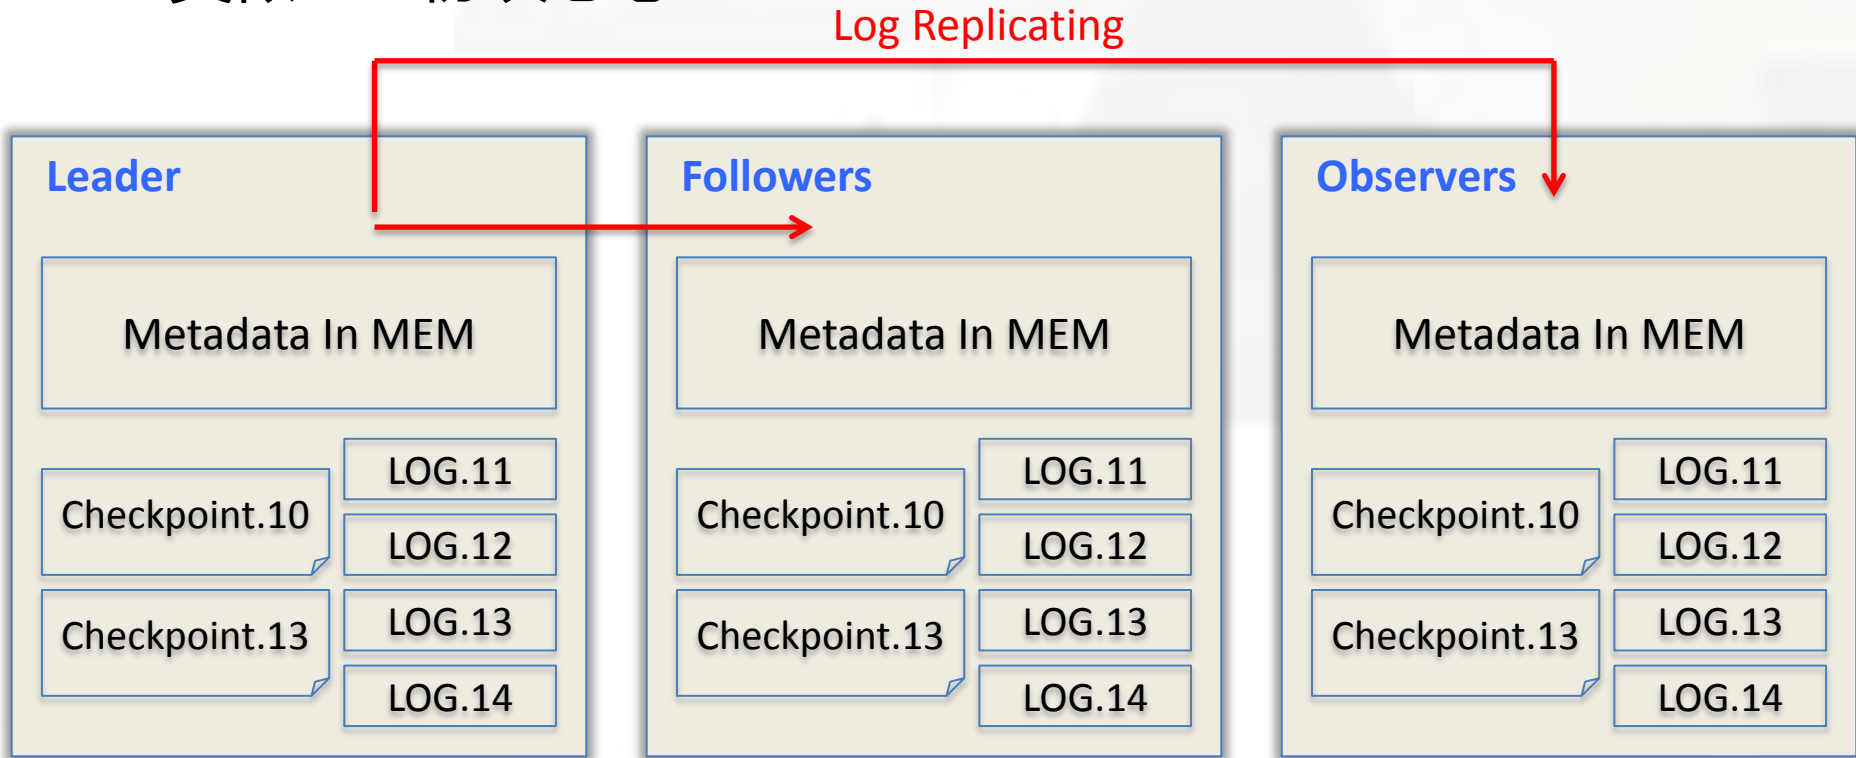 Log Replicating
Leader
Metadata In MEM
Checkpoint.10
Checkpoint.13
LOG.11
LOG.12
LOG.13
LOG.14
Followers
Metadata In MEM
Checkpoint.10
Checkpoint.13
LOG.11
LOG.12
LOG.13
LOG.14
Observers
Metadata In MEM
Checkpoint.10
Checkpoint.13
LOG.11
LOG.12
LOG.13
LOG.14